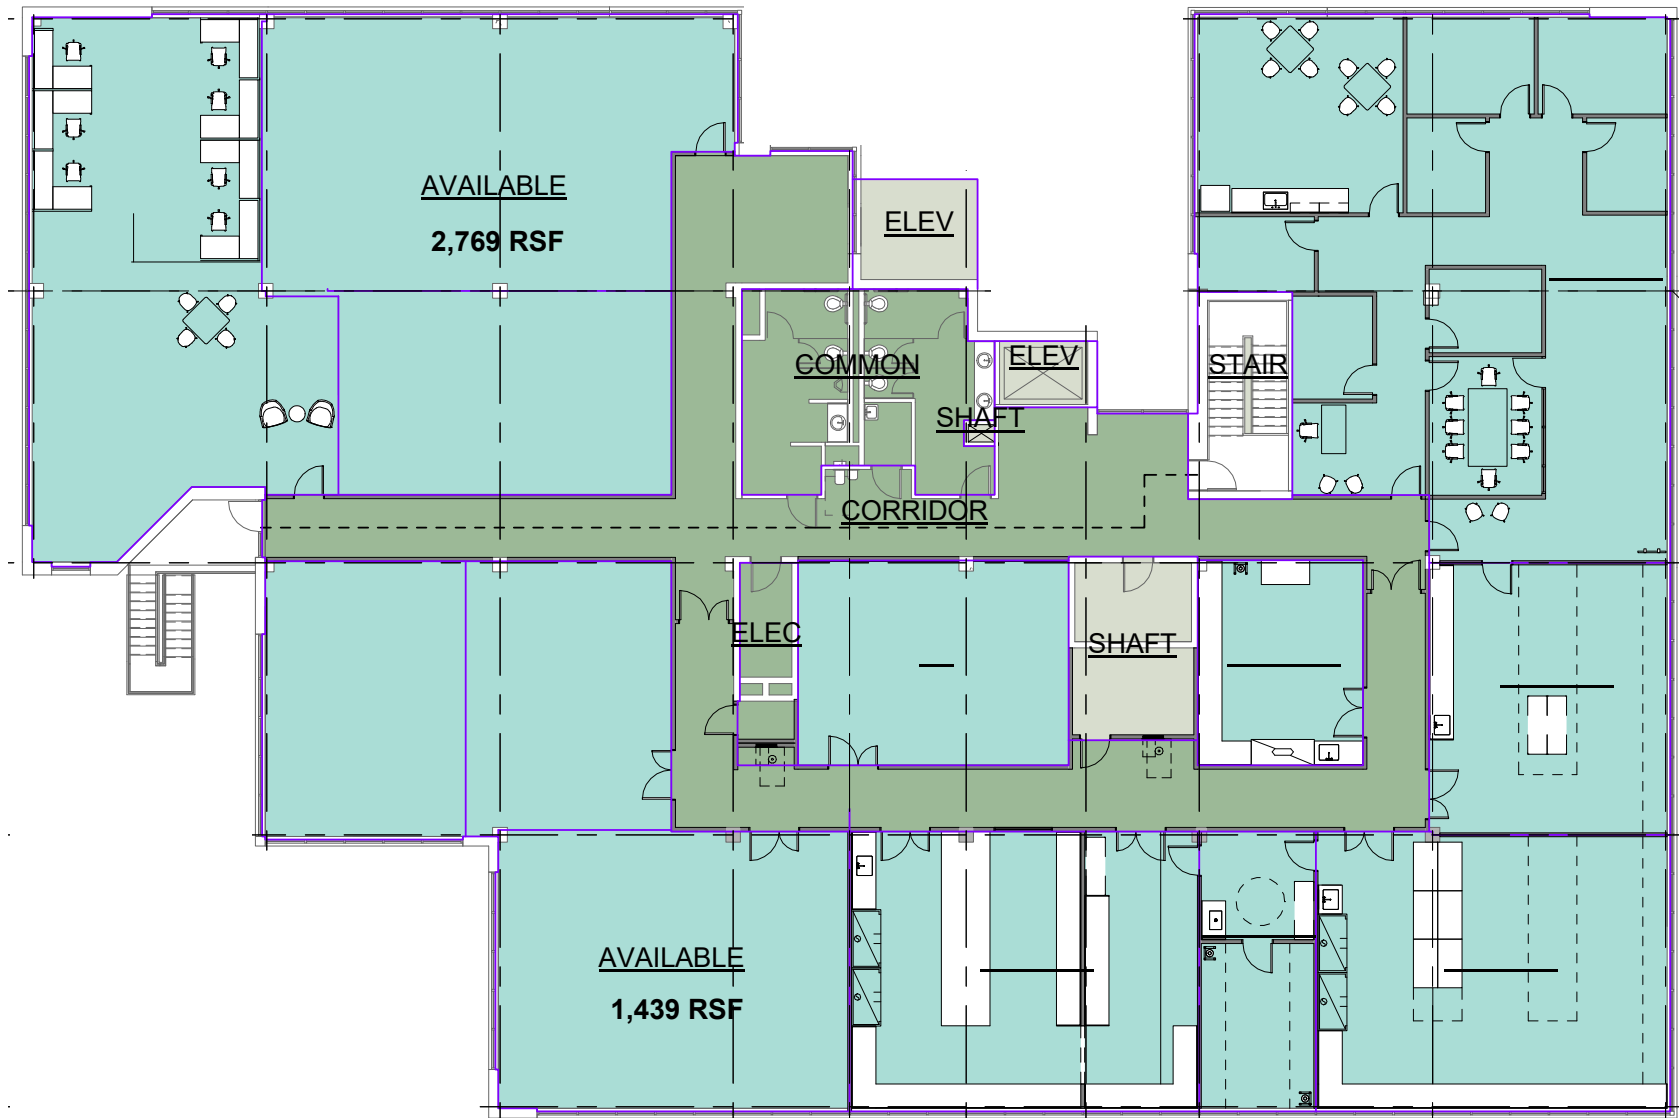 AVAILABLE
2,769 RSF
ELEV
COMMON
ELEV
STAIR
SHAFT
CORRIDOR
ELEC
SHAFT
AVAILABLE
1,439 RSF